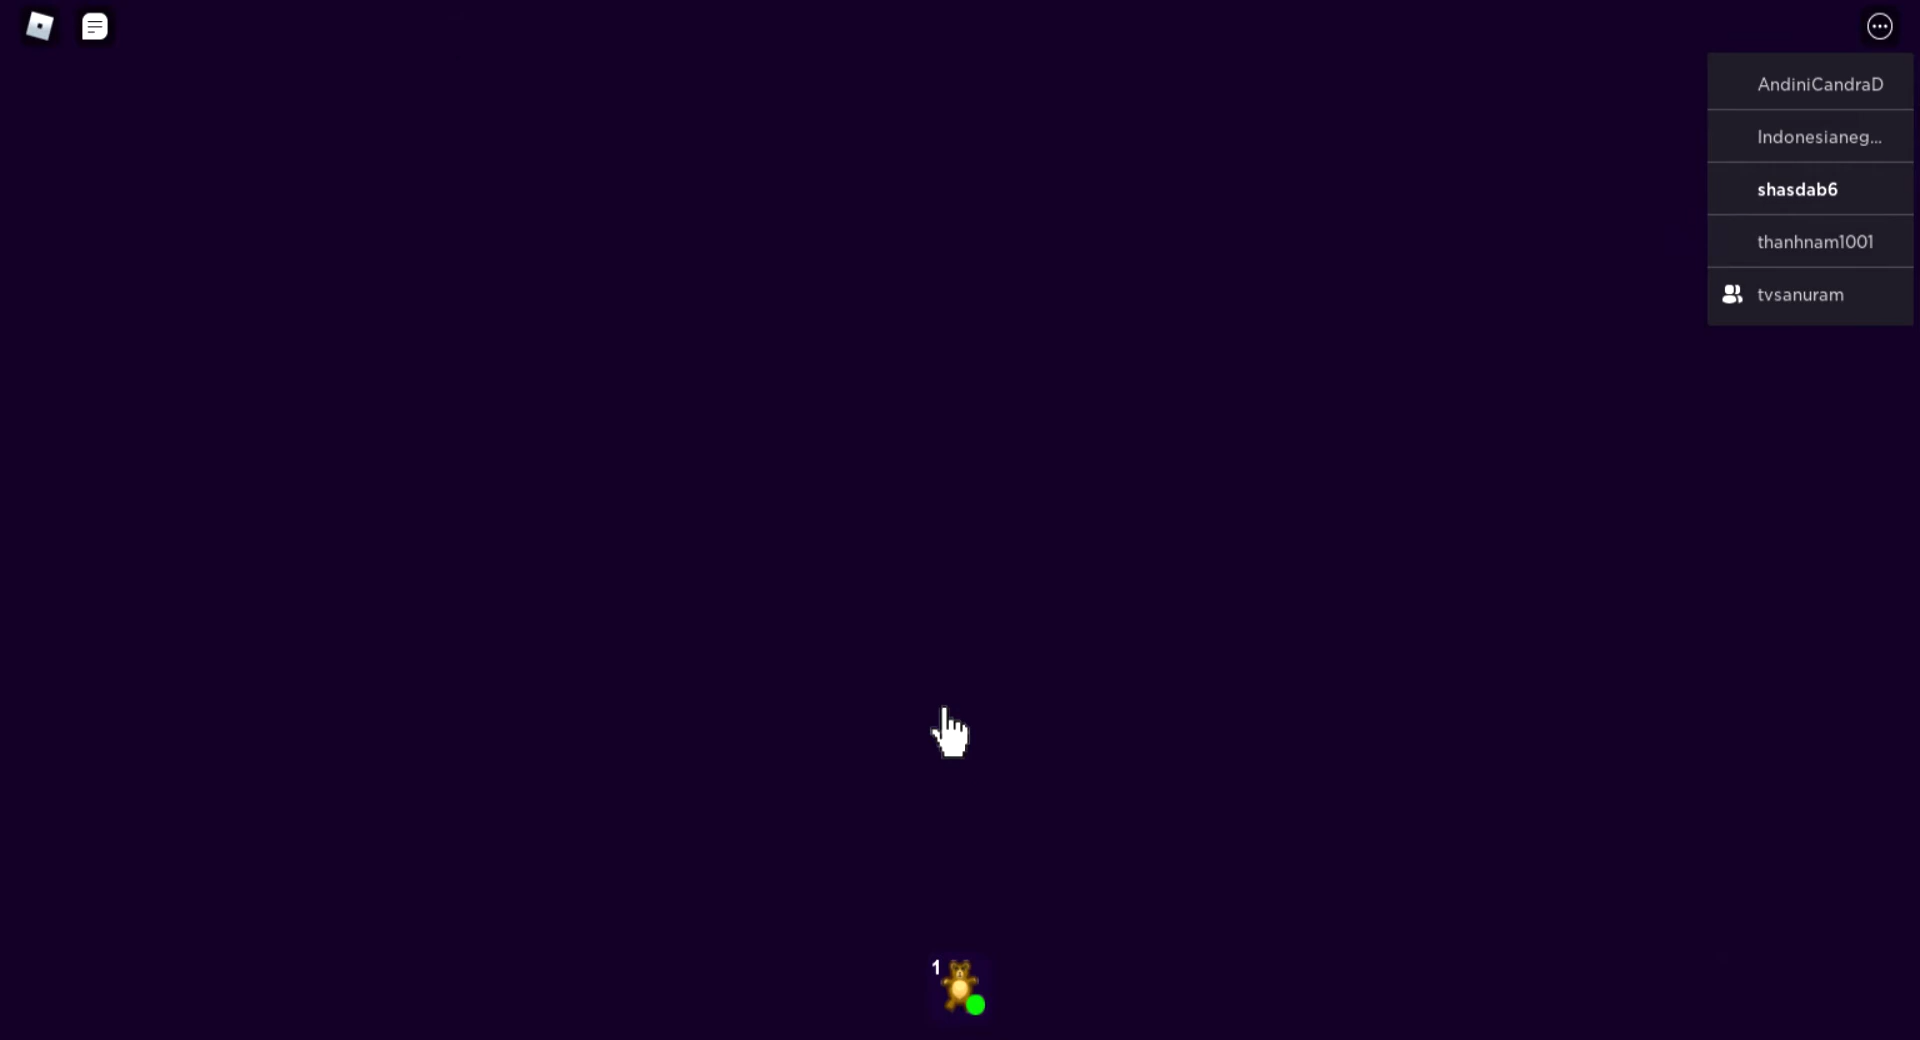 AndiniCandraD
Indonesianeg...
shasdab6
thanhnam1001
tvsanuram
1